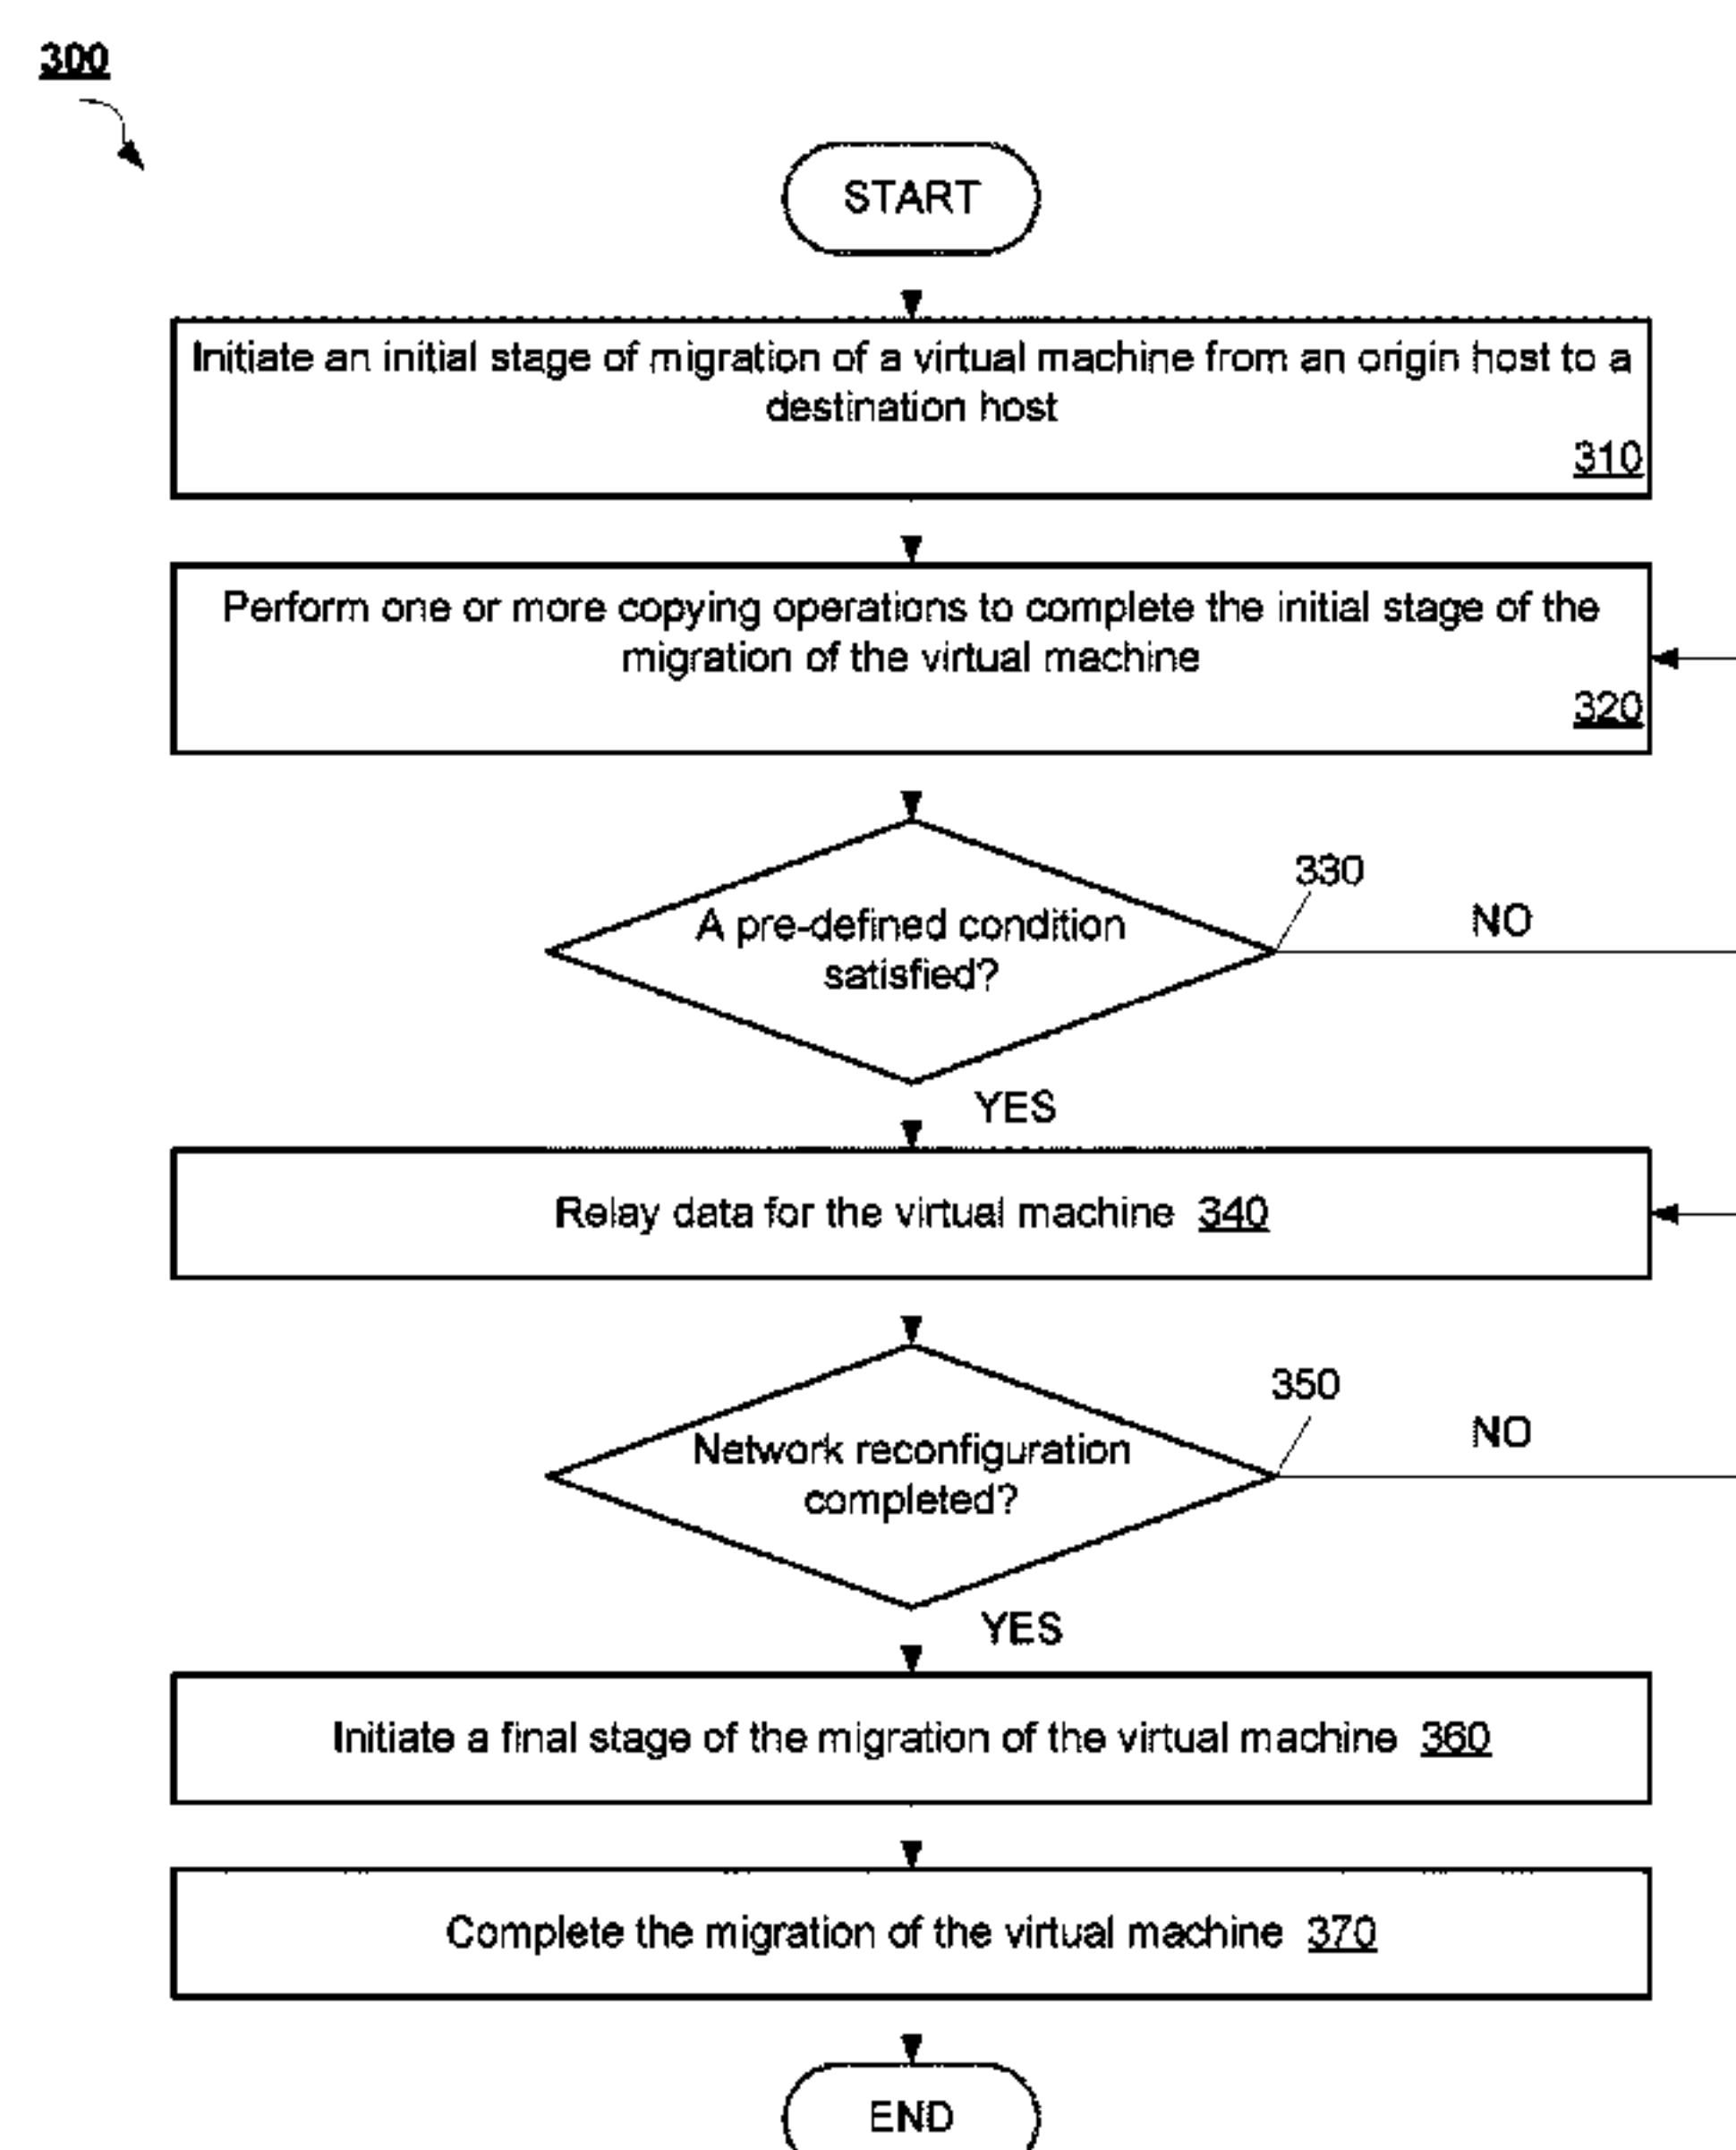 300
START
Initiate an initial stage of migration of a virtual machine from an origin host to a
destination host
310
Perform one or more copying operations to complete the initial stage of the
migration of the virtual machine
320
330
A pre-defined condition
satisfied?
NO
YES
Relay data for the virtual machine 340
350
Network reconfiguration
completed?
NO
YES
Initiate a final stage of the migration of the virtual machine 360
Complete the migration of the virtual machine 370
END